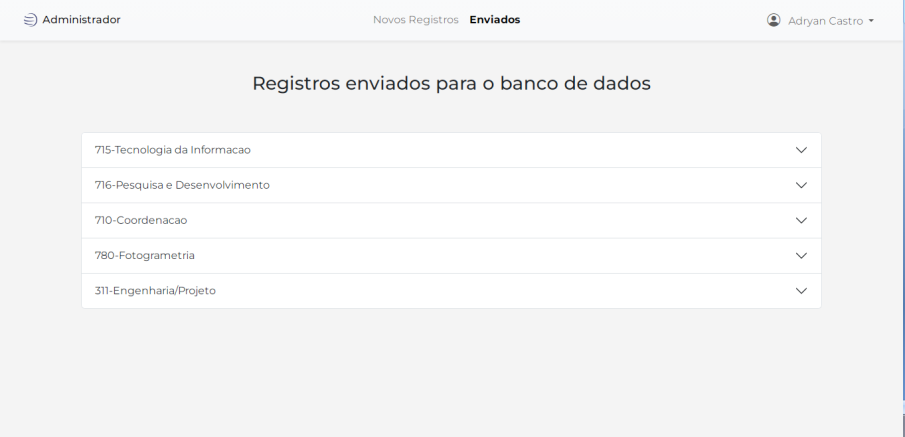 Administrador
Novos Registros Enviados
Adryan Castro
Registros enviados para o banco de dados
715-Tecnologia da Informacao
716-Pesquisa e Desenvolvimento
710-Coordenacao
780-Fotogrametria
311-Engenharia/Projeto